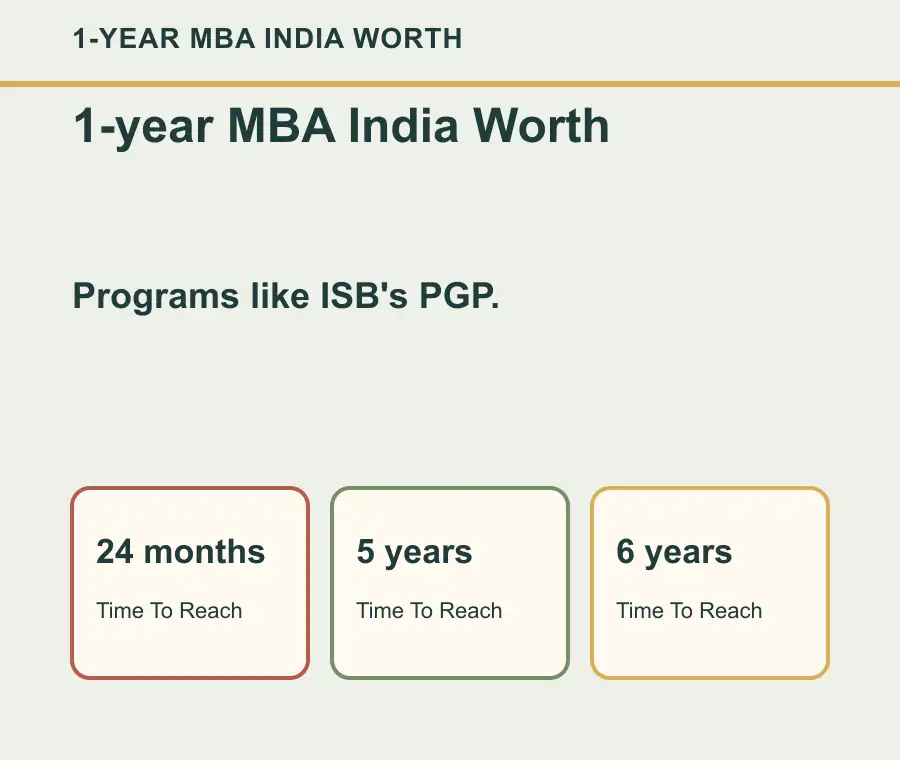 1-YEAR MBA INDIA WORTH
1-year MBA India Worth
Programs like ISB's PGP.
24 months
Time To Reach
5 years
Time To Reach
6 years
Time To Reach